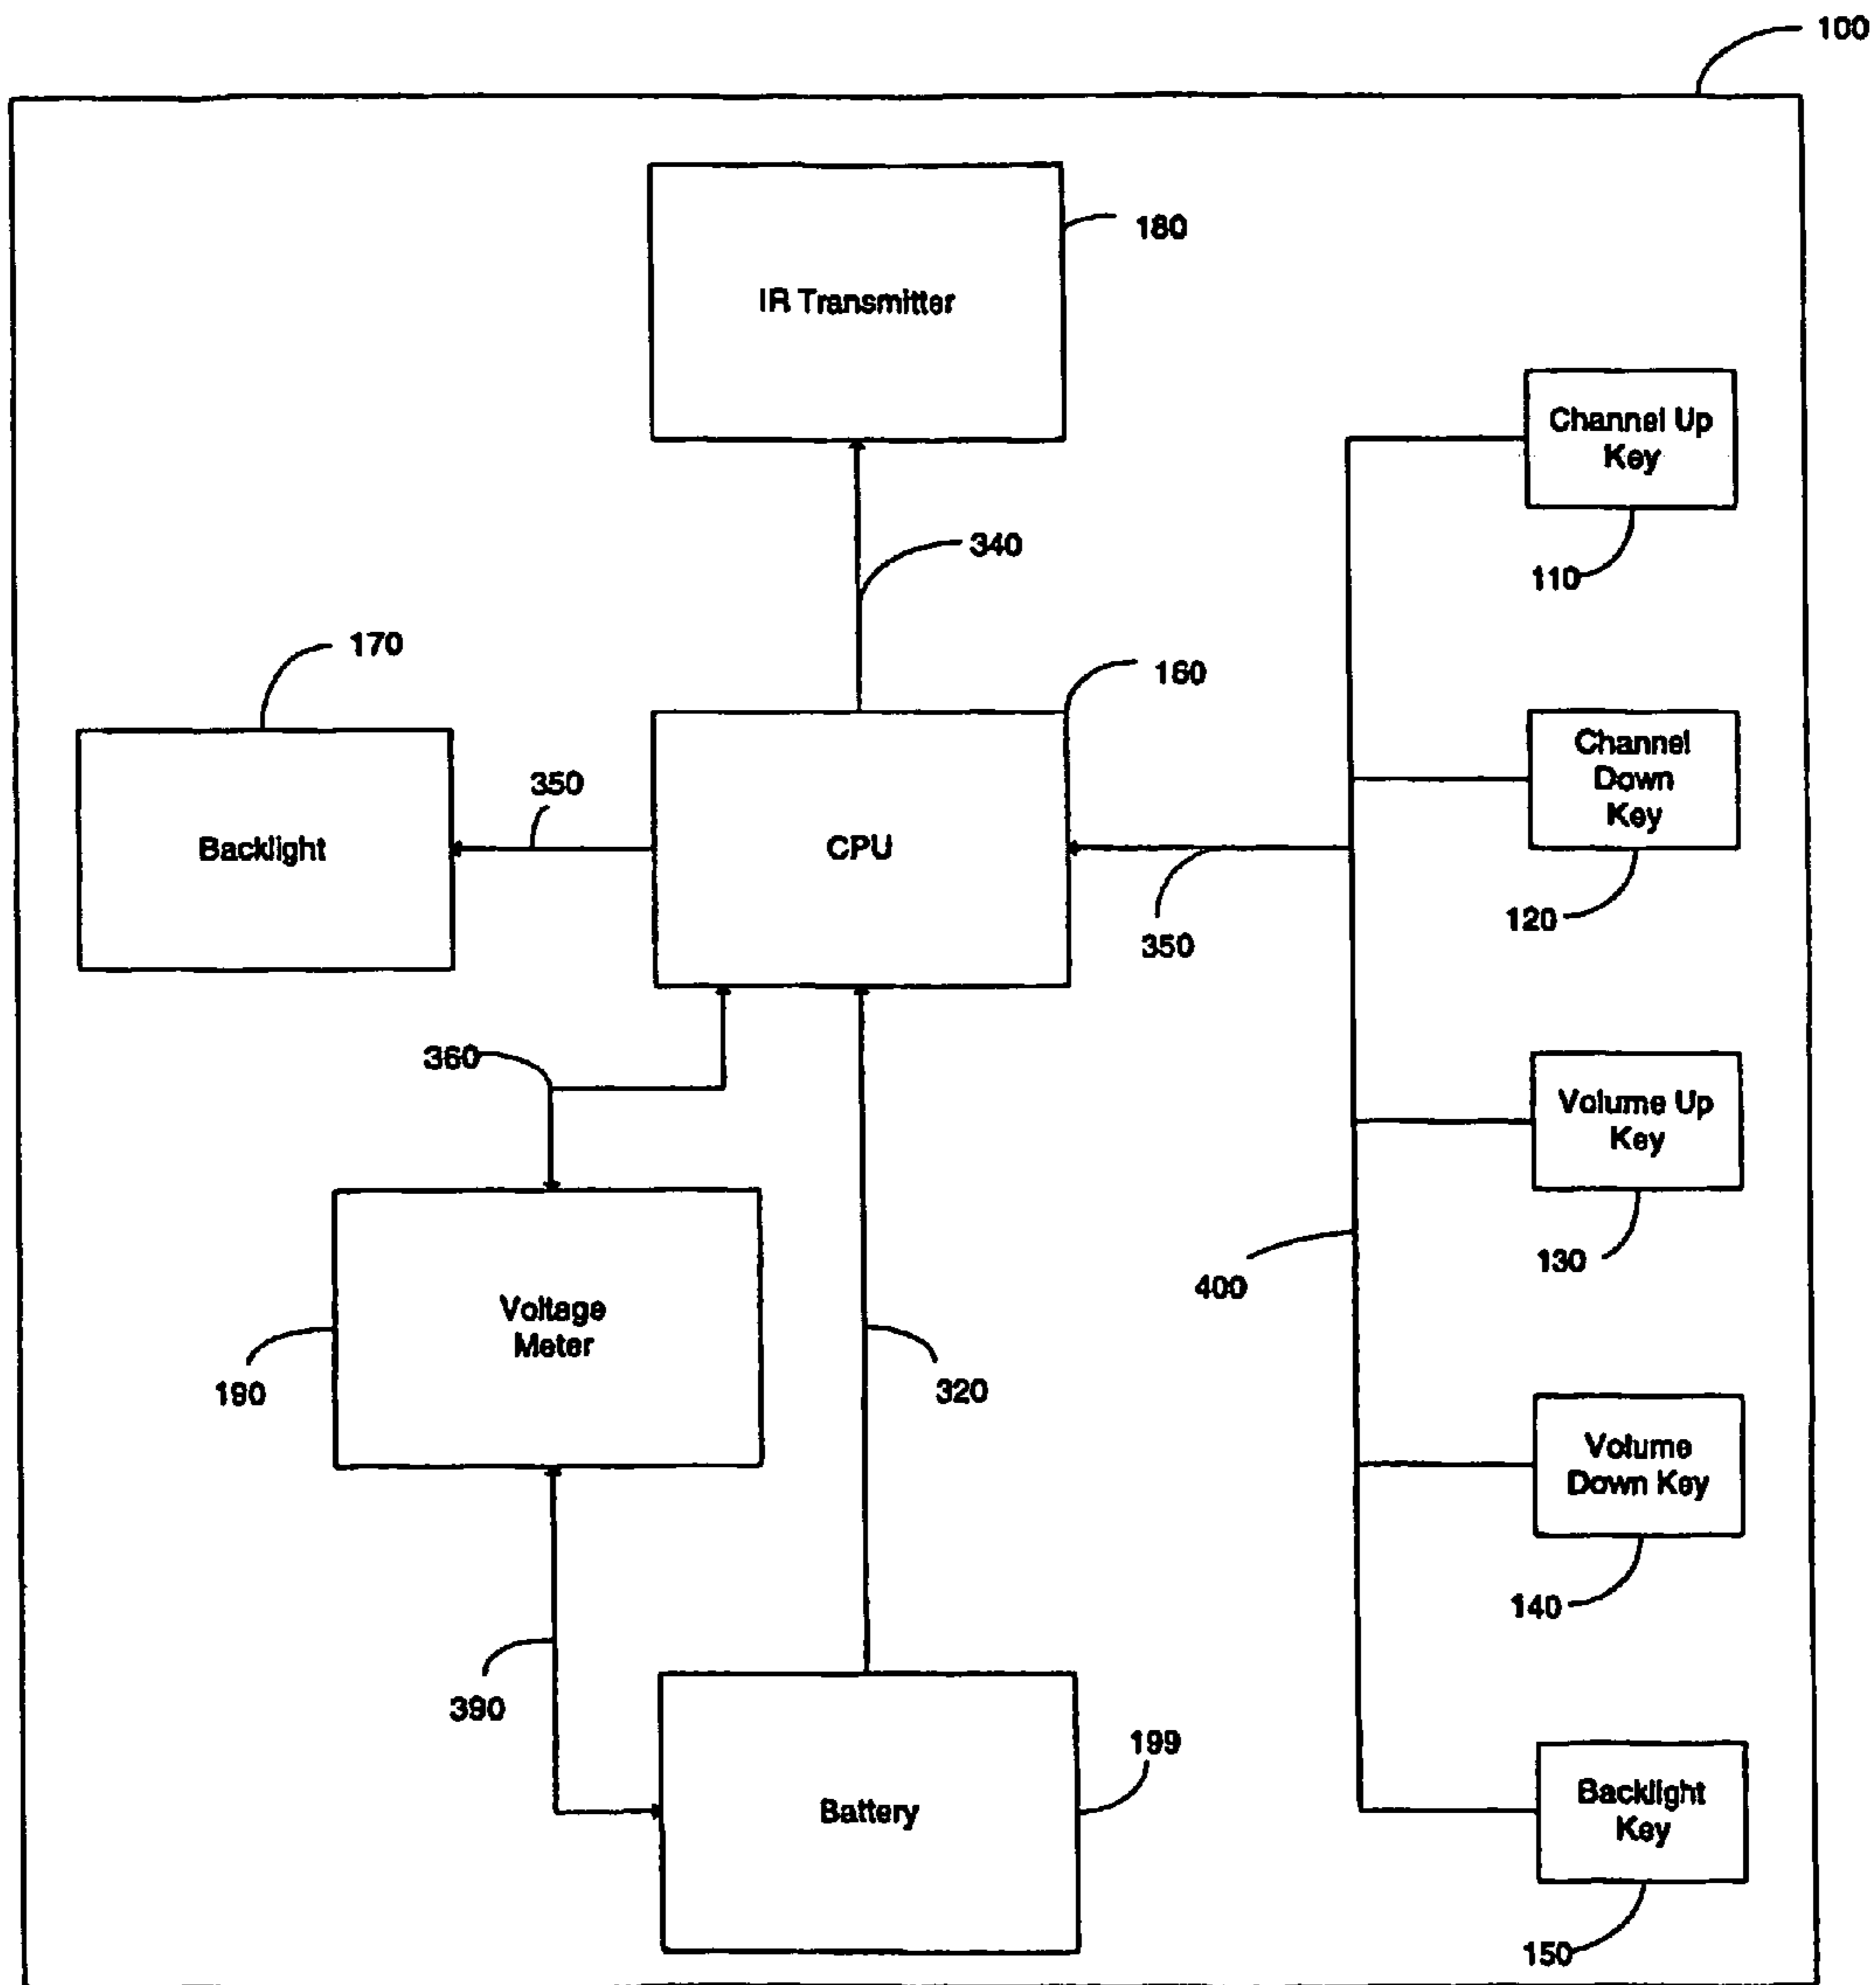 100
180
IR Transmitter
Channel Up
Key
110
340
170
160
Channel
Down
Key
120
350
Backlight
CPU
350
360
Volume Up
Key
130
400
Voltage
Meter
190
320
Volume
Down Key
140
390
199
Battery
Backlight
Key
150